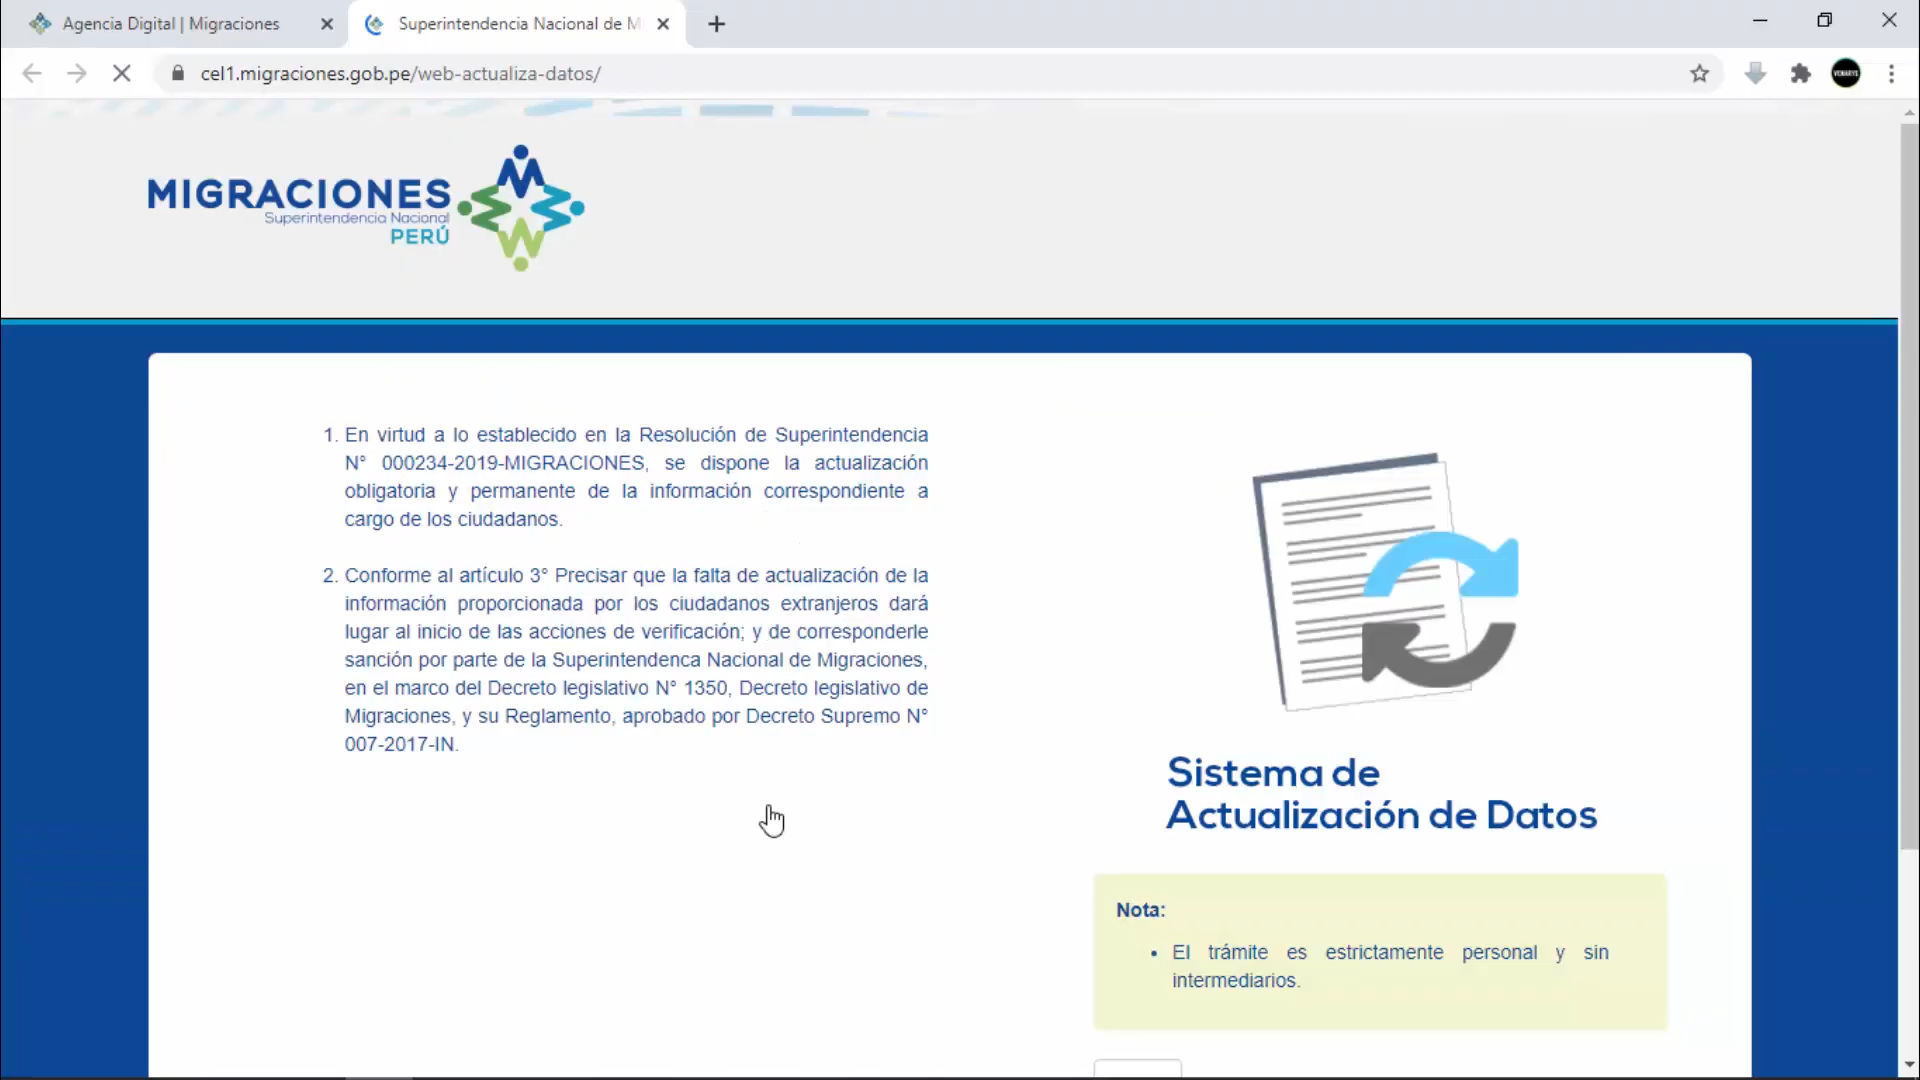 Agencia Digital | Migraciones
Superintendencia Nacional de M
cel1.migraciones.gob.pe/web-actualiza-datos/
VENARYS
MIGRACIONES
Superintendencia Nacional
PERÚ
1. En virtud a lo establecido en la Resolución de Superintendencia
N° 000234-2019-MIGRACIONES, se dispone la actualización
obligatoria y permanente de la información correspondiente a
cargo de los ciudadanos.
2. Conforme al artículo 3° Precisar que la falta de actualización de la
información proporcionada por los ciudadanos extranjeros dará
lugar al inicio de las acciones de verificación; y de corresponderle
sanción por parte de la Superintendenca Nacional de Migraciones,
en el marco del Decreto legislativo N° 1350, Decreto legislativo de
Migraciones, y su Reglamento, aprobado por Decreto Supremo N°
007-2017-IN.
Sistema de
Actualización de Datos
Nota:
• El trámite es estrictamente personal y sin
intermediarios.